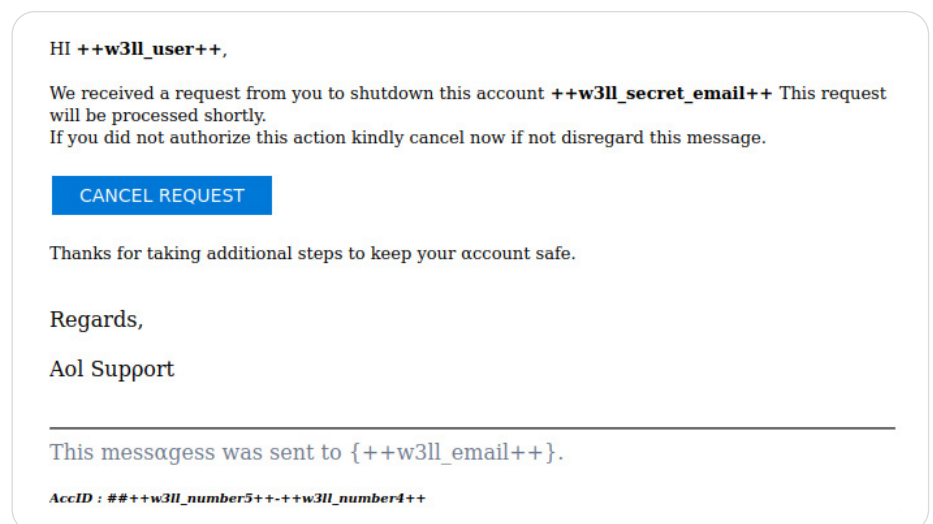 HI ++w3ll_user++,
We received a request from you to shutdown this account ++w3ll_secret_email++ This request
will be processed shortly.
If you did not authorize this action kindly cancel now if not disregard this message.
CANCEL REQUEST
Thanks for taking additional steps to keep your αccount safe.
Regards,
Aol Supρort
This messαgess was sent to {++w3ll_email++}.
AccID : ##++w3ll_number5++-++w3ll_number4++